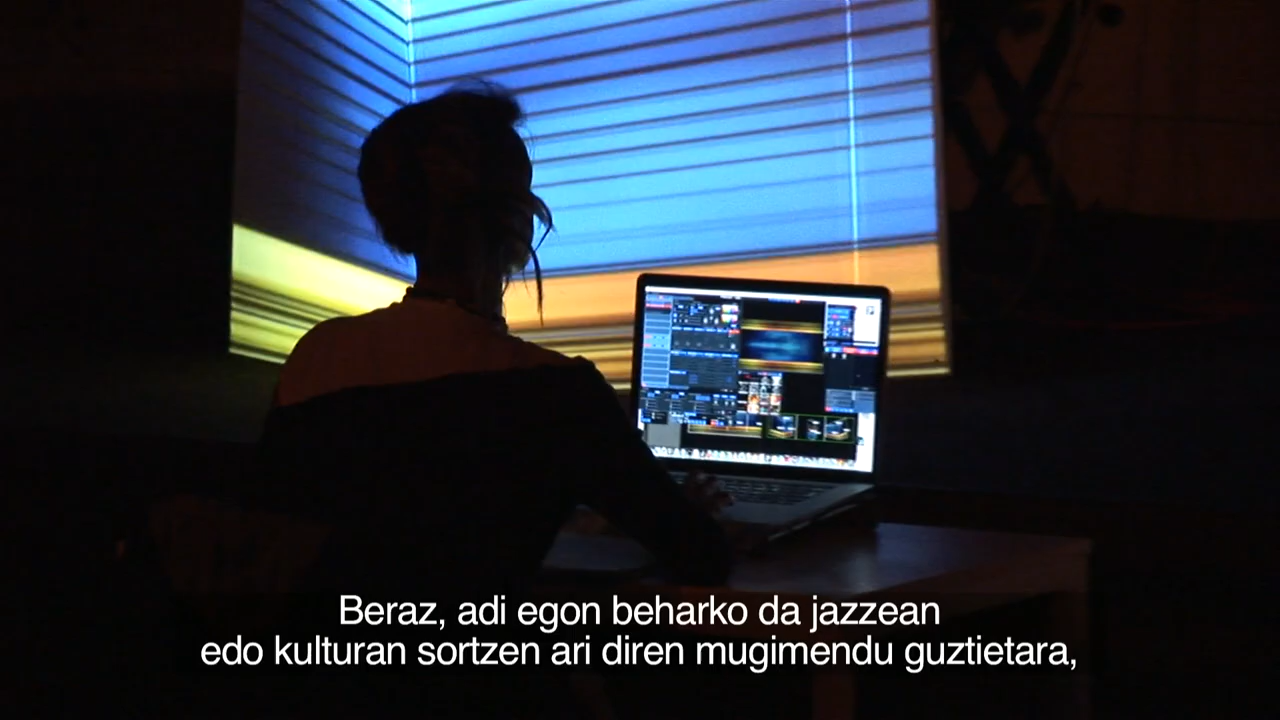 Beraz, adi egon beharko da jazzean
edo kulturan sortzen ari diren mugimendu guztietara,